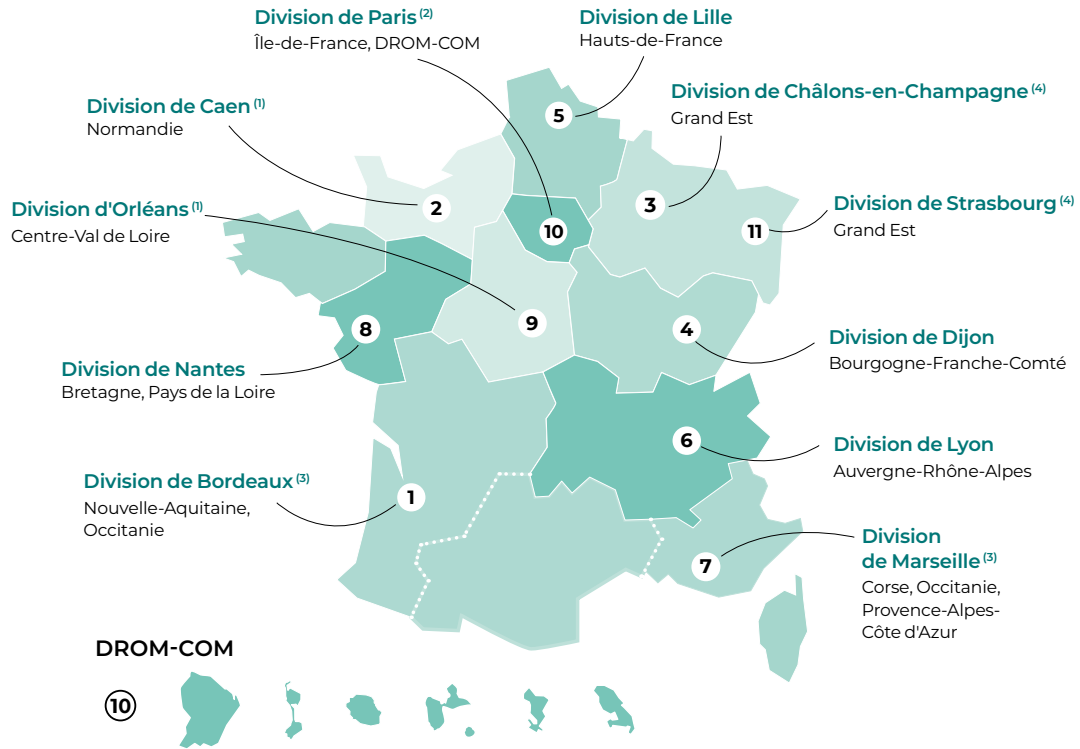 Division de Paris (2)
Île-de-France, DROM-COM
Division de Lille
Hauts-de-France
Division de Caen (1)
Normandie
Division de Châlons-en-Champagne (4)
Grand Est
Division d'Orléans (1)
Centre-Val de Loire
Division de Strasbourg (4)
Grand Est
5
2
3
10
11
8
9
4
Division de Dijon
Bourgogne-Franche-Comté
Division de Nantes
Bretagne, Pays de la Loire
6
Division de Lyon
Auvergne-Rhône-Alpes
Division de Bordeaux (3)
Nouvelle-Aquitaine,
Occitanie
1
7
Division
de Marseille (3)
Corse, Occitanie,
Provence-Alpes-
Côte d'Azur
DROM-COM
10